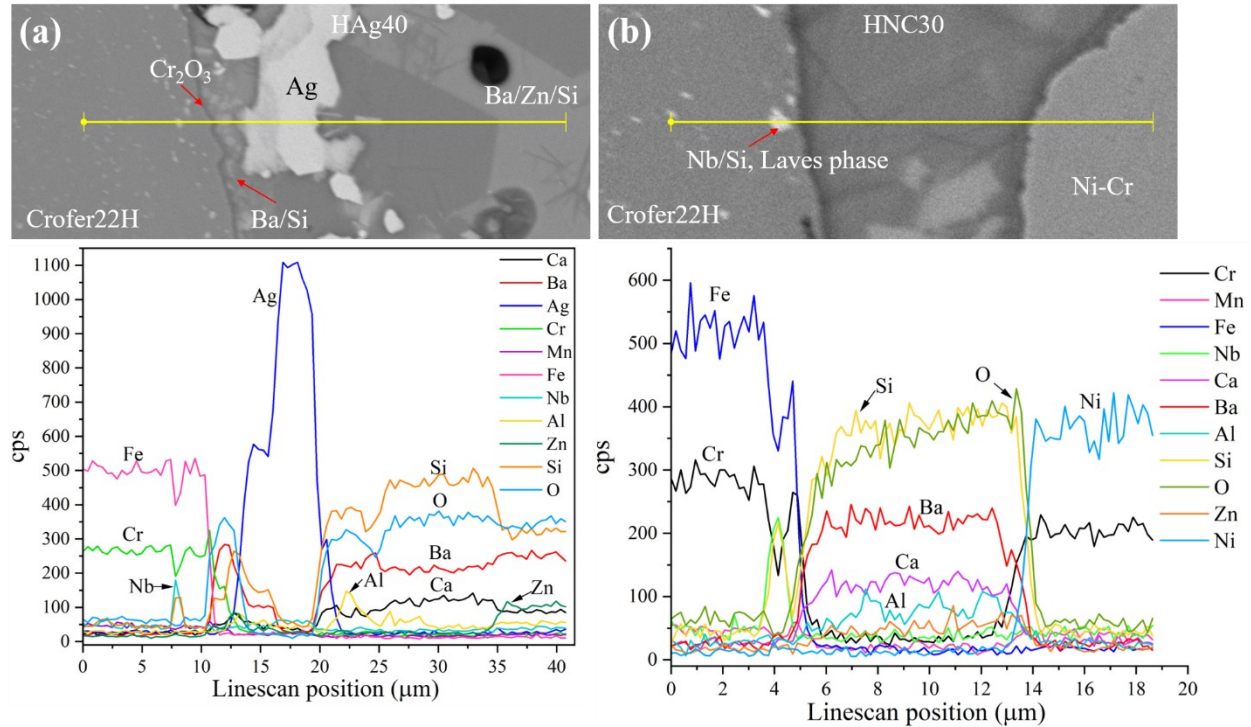 (a)
HAg40
Cr₂O₃
Ag
Ba/Zn/Si
Crofer22H
Ba/Si
(b)
HNC30
Nb/Si, Laves phase
Ni-Cr
Crofer22H
1100
1000
900
800
700
600
500
400
300
200
100
0
cps
Ag
Fe
Cr
Nb
Si
O
Ba
Al
Ca
Zn
Ca
Ba
Ag
Cr
Mn
Fe
Nb
Al
Zn
Si
O
0 5 10 15 20 25 30 35 40
Linescan position (μm)
600
500
400
300
200
100
0
cps
Fe
Cr
Si
O
Ni
Ba
Ca
Al
Cr
Mn
Fe
Nb
Ca
Ba
Al
Si
O
Zn
Ni
0 2 4 6 8 10 12 14 16 18 20
Linescan position (μm)